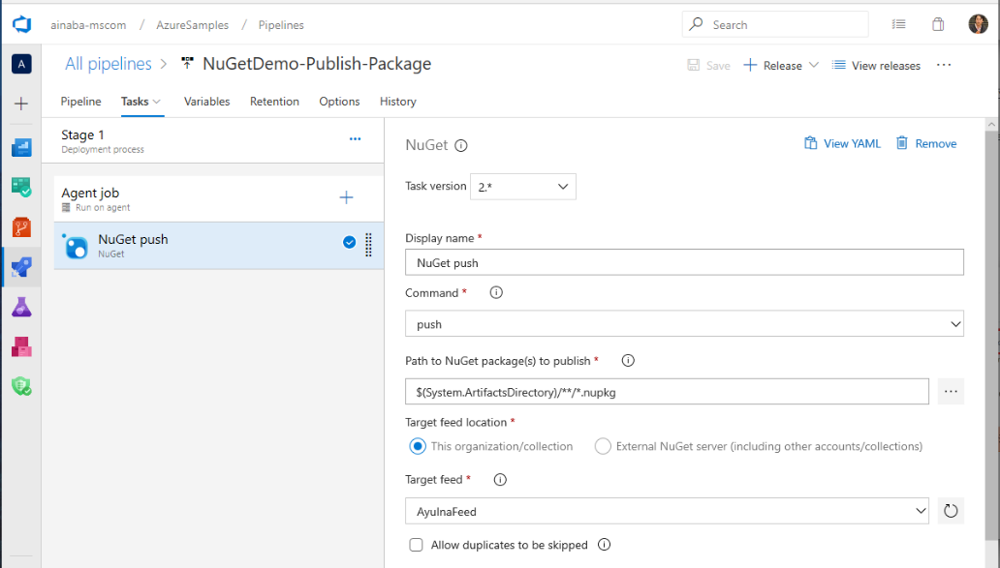 ainaba-mscom / AzureSamples / Pipelines
Search
A
All pipelines > NuGetDemo-Publish-Package
Save
Release
View releases
Pipeline
Tasks
Variables
Retention
Options
History
Stage 1
Deployment process
Agent job
Run on agent
NuGet push
NuGet
NuGet
View YAML
Remove
Task version
2.*
Display name *
NuGet push
Command *
push
Path to NuGet package(s) to publish *
$(System.ArtifactsDirectory)/**/*.nupkg
Target feed location *
This organization/collection
External NuGet server (including other accounts/collections)
Target feed *
AyuInaFeed
Allow duplicates to be skipped